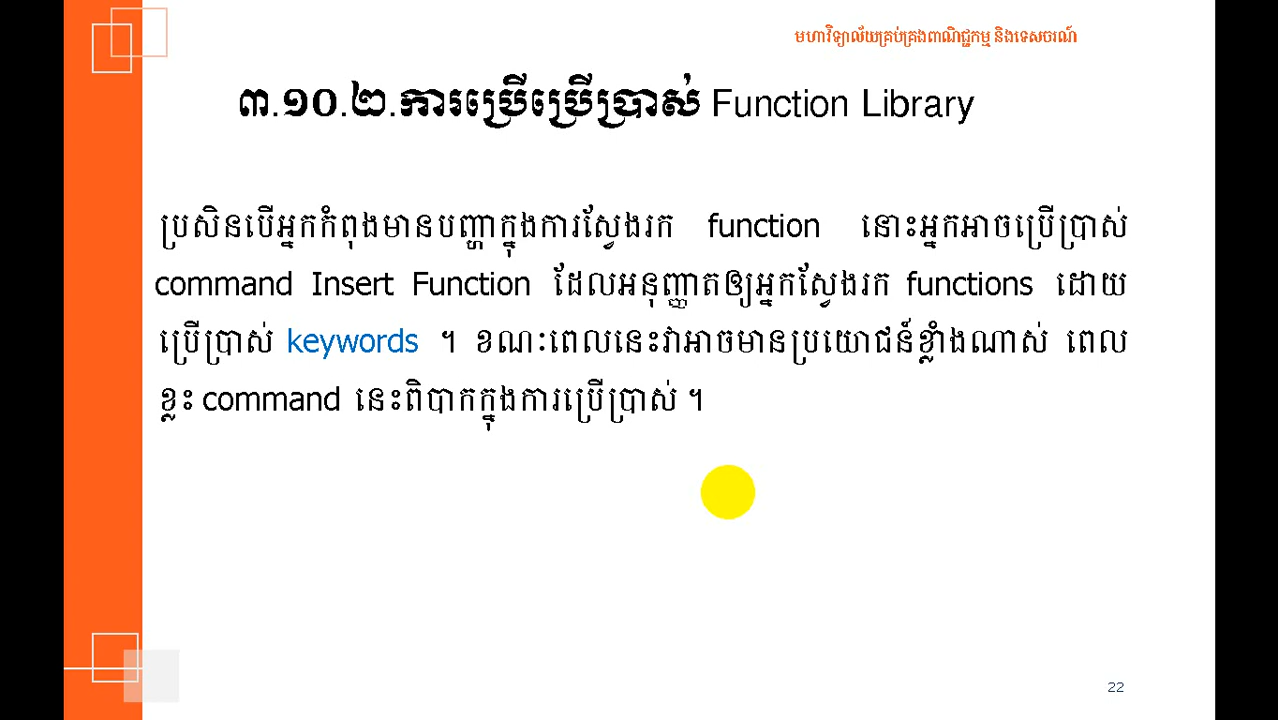 មហាវិទ្យាល័យគ្រប់គ្រងពាណិជ្ជកម្ម និងទេសចរណ៍
៣.១០.២.ការប្រើប្រើប្រាស់ Function Library
ប្រសិនបើអ្នកកំពុងមានបញ្ហាក្នុងការស្វែងរក function នោះអ្នកអាចប្រើប្រាស់
command Insert Function ដែលអនុញ្ញាតឲ្យអ្នកស្វែងរក functions ដោយ
ប្រើប្រាស់ keywords ។ ខណៈពេលនេះវាអាចមានប្រយោជន៍ខ្លាំងណាស់ ពេល
ខ្លះ command នេះពិបាកក្នុងការប្រើប្រាស់ ។
22